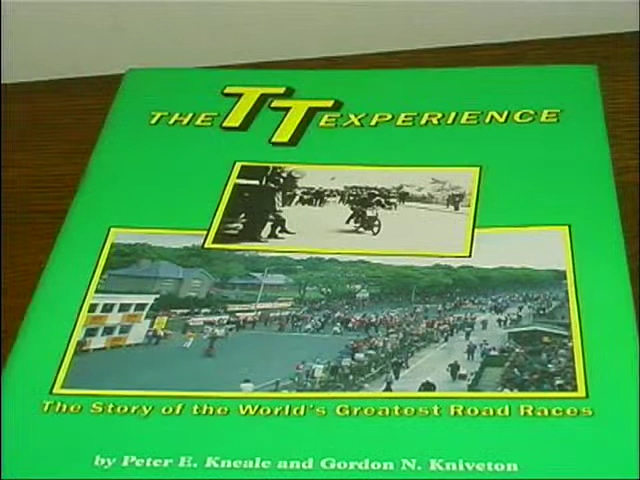 THE TT EXPERIENCE
The Story of the World's Greatest Road Races
by Peter E. Kneale and Gordon N. Kniveton